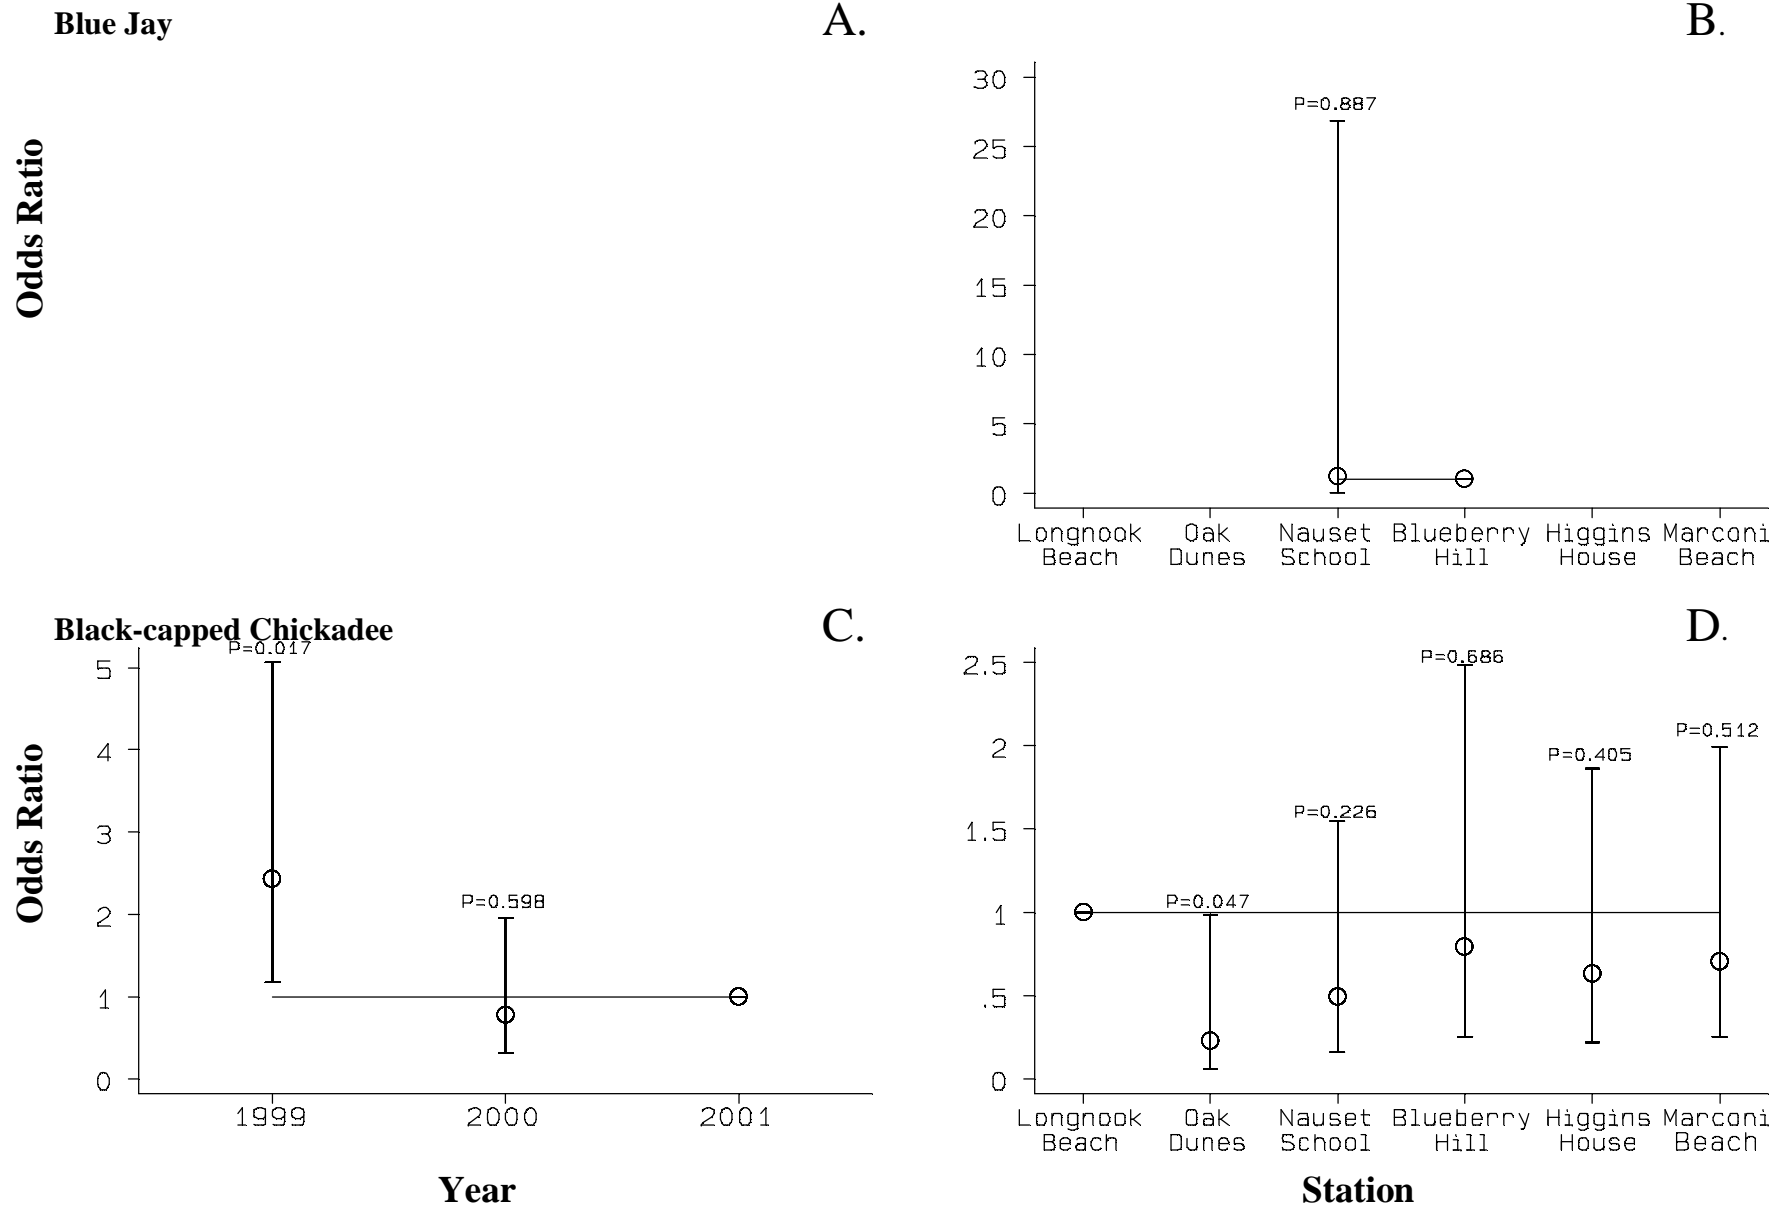 Blue Jay
A.
B.
Odds Ratio
30
25
20
15
10
5
0
P=0.887
Longnook Beach
Oak Dunes
Nauset School
Blueberry Hill
Higgins House
Marconi Beach
Black-capped Chickadee
C.
D.
Odds Ratio
5
4
3
2
1
0
P=0.017
P=0.598
1999
2000
2001
Year
2.5
2
1.5
1
.5
0
P=0.047
P=0.226
P=0.686
P=0.405
P=0.512
Longnook Beach
Oak Dunes
Nauset School
Blueberry Hill
Higgins House
Marconi Beach
Station